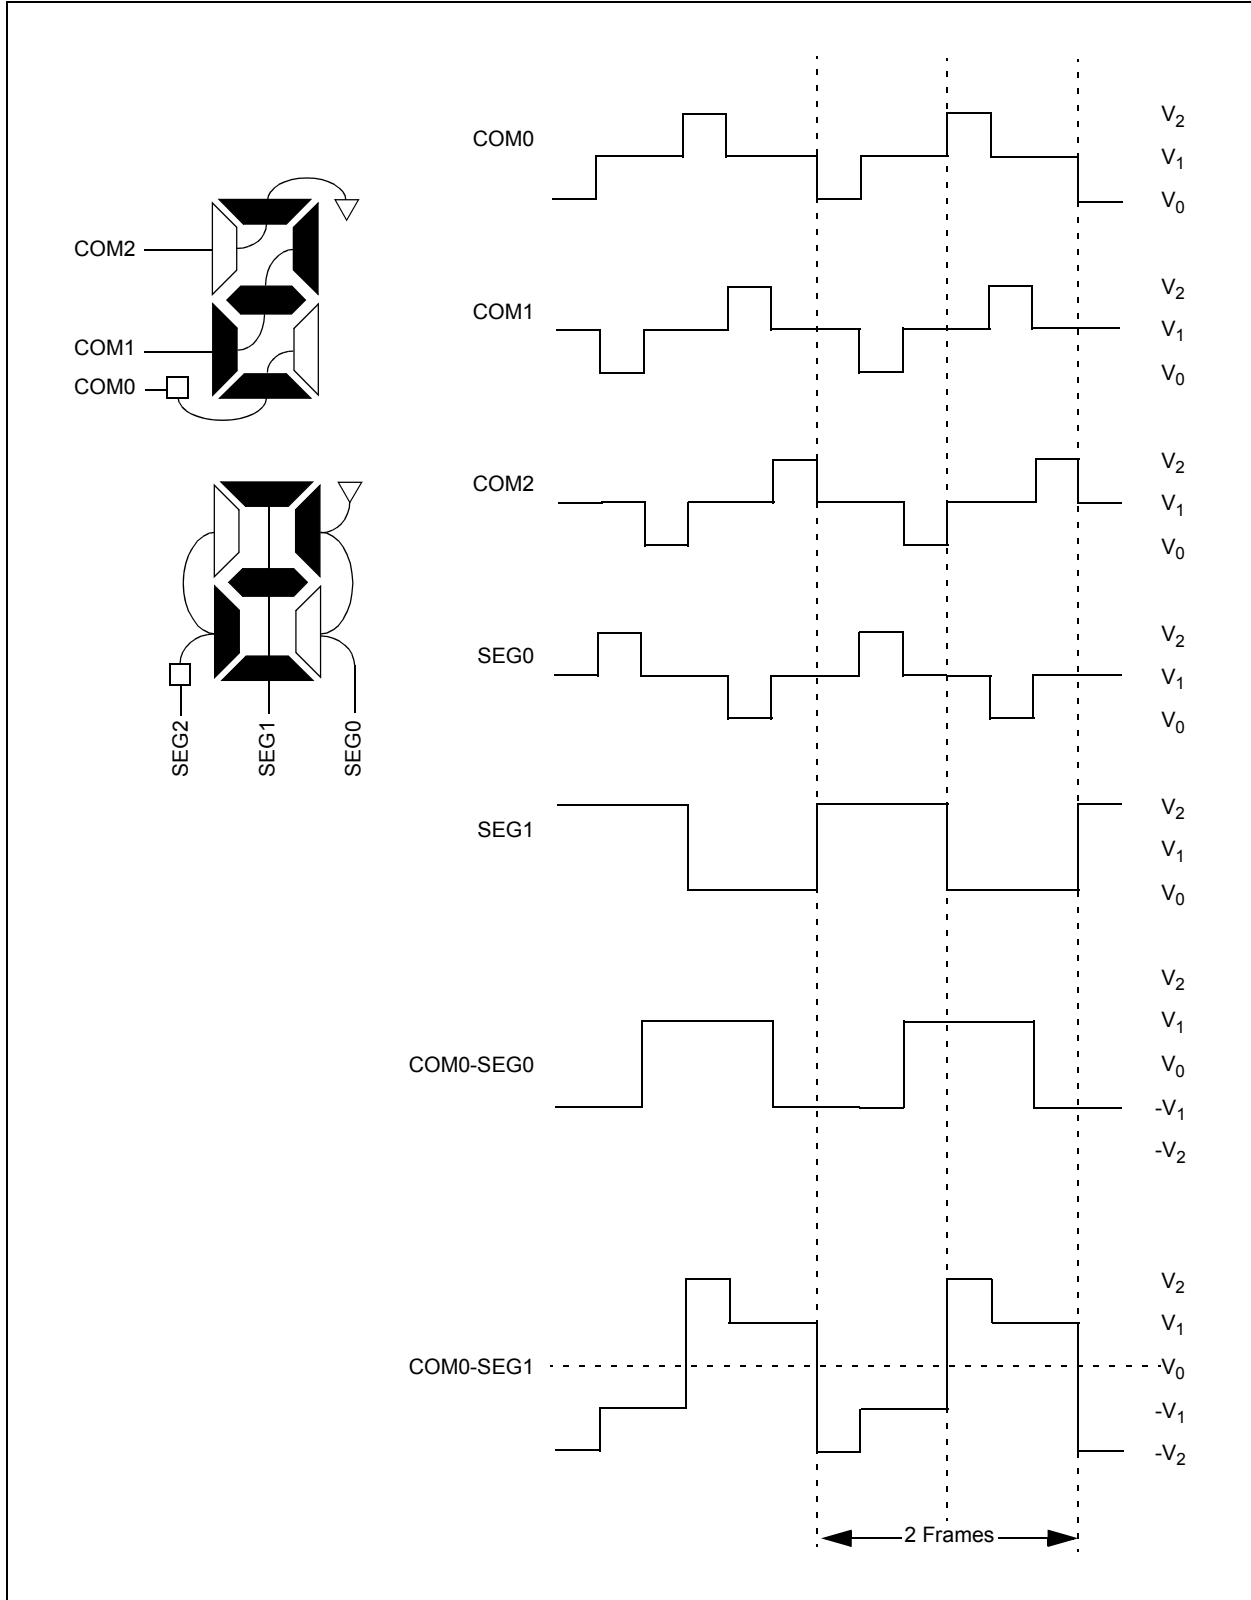 COM2
COM1
COM0
SEG2
SEG1
SEG0
COM0
V2
V1
V0
COM1
V2
V1
V0
COM2
V2
V1
V0
SEG0
V2
V1
V0
SEG1
V2
V1
V0
COM0-SEG0
V2
V1
V0
-V1
-V2
COM0-SEG1
V2
V1
V0
-V1
-V2
2 Frames